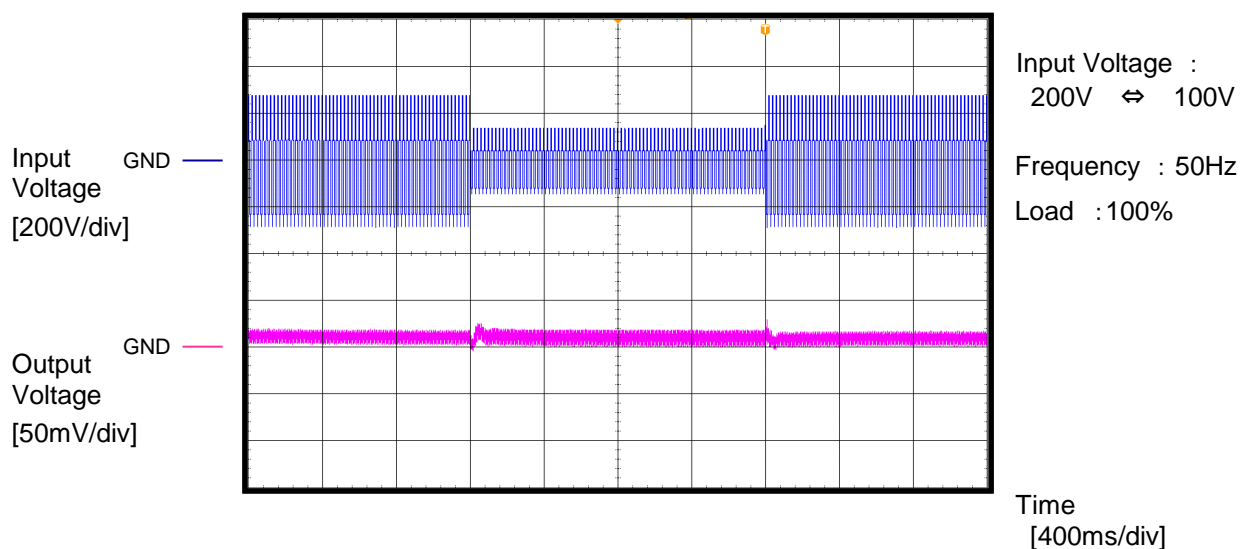 T
Input Voltage :
200V ⇔ 100V
Frequency : 50Hz
Load :100%
Input
Voltage
[200V/div]
GND
Output
Voltage
[50mV/div]
GND
Time
[400ms/div]